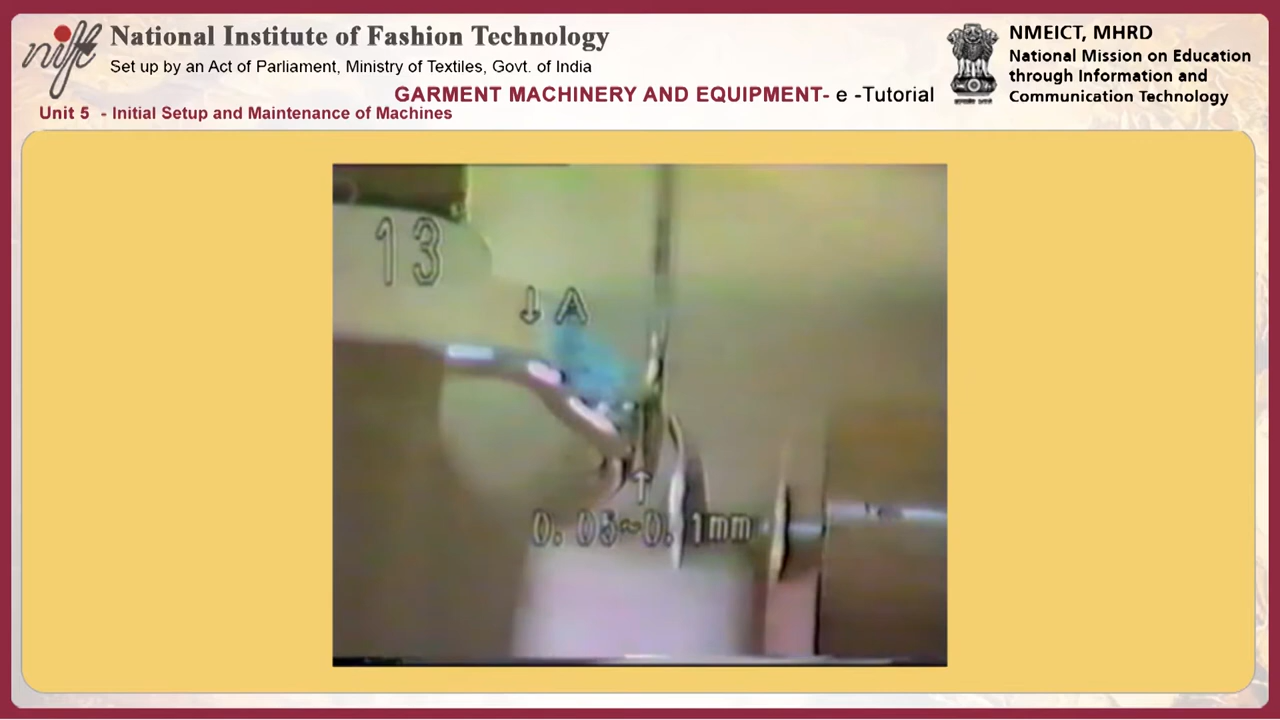 nift
National Institute of Fashion Technology
Set up by an Act of Parliament, Ministry of Textiles, Govt. of India
GARMENT MACHINERY AND EQUIPMENT- e -Tutorial
Unit 5 - Initial Setup and Maintenance of Machines
NMEICT, MHRD
National Mission on Education
through Information and
Communication Technology
13
↓ A
↑
0.05~0.1mm